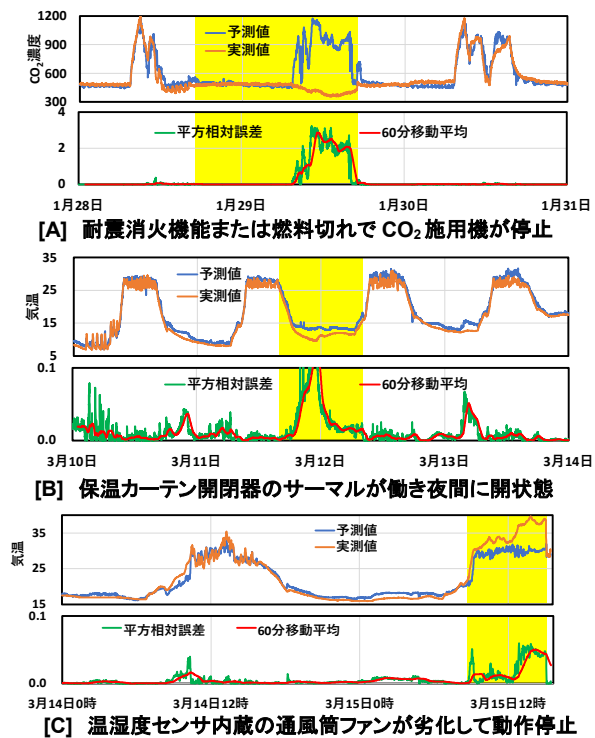 1200
900
600
300
CO₂濃度
予測値
実測値
4
2
0
平方相対誤差
60分移動平均
1月28日
1月29日
1月30日
1月31日
[A] 耐震消火機能または燃料切れで CO₂ 施用機が停止
35
25
15
5
気温
予測値
実測値
0.1
0.0
平方相対誤差
60分移動平均
3月10日
3月11日
3月12日
3月13日
3月14日
[B] 保温カーテン開閉器のサーマルが働き夜間に開状態
35
25
15
気温
予測値
実測値
0.1
0.0
平方相対誤差
60分移動平均
3月14日0時
3月14日12時
3月15日0時
3月15日12時
[C] 温湿度センサ内蔵の通風筒ファンが劣化して動作停止